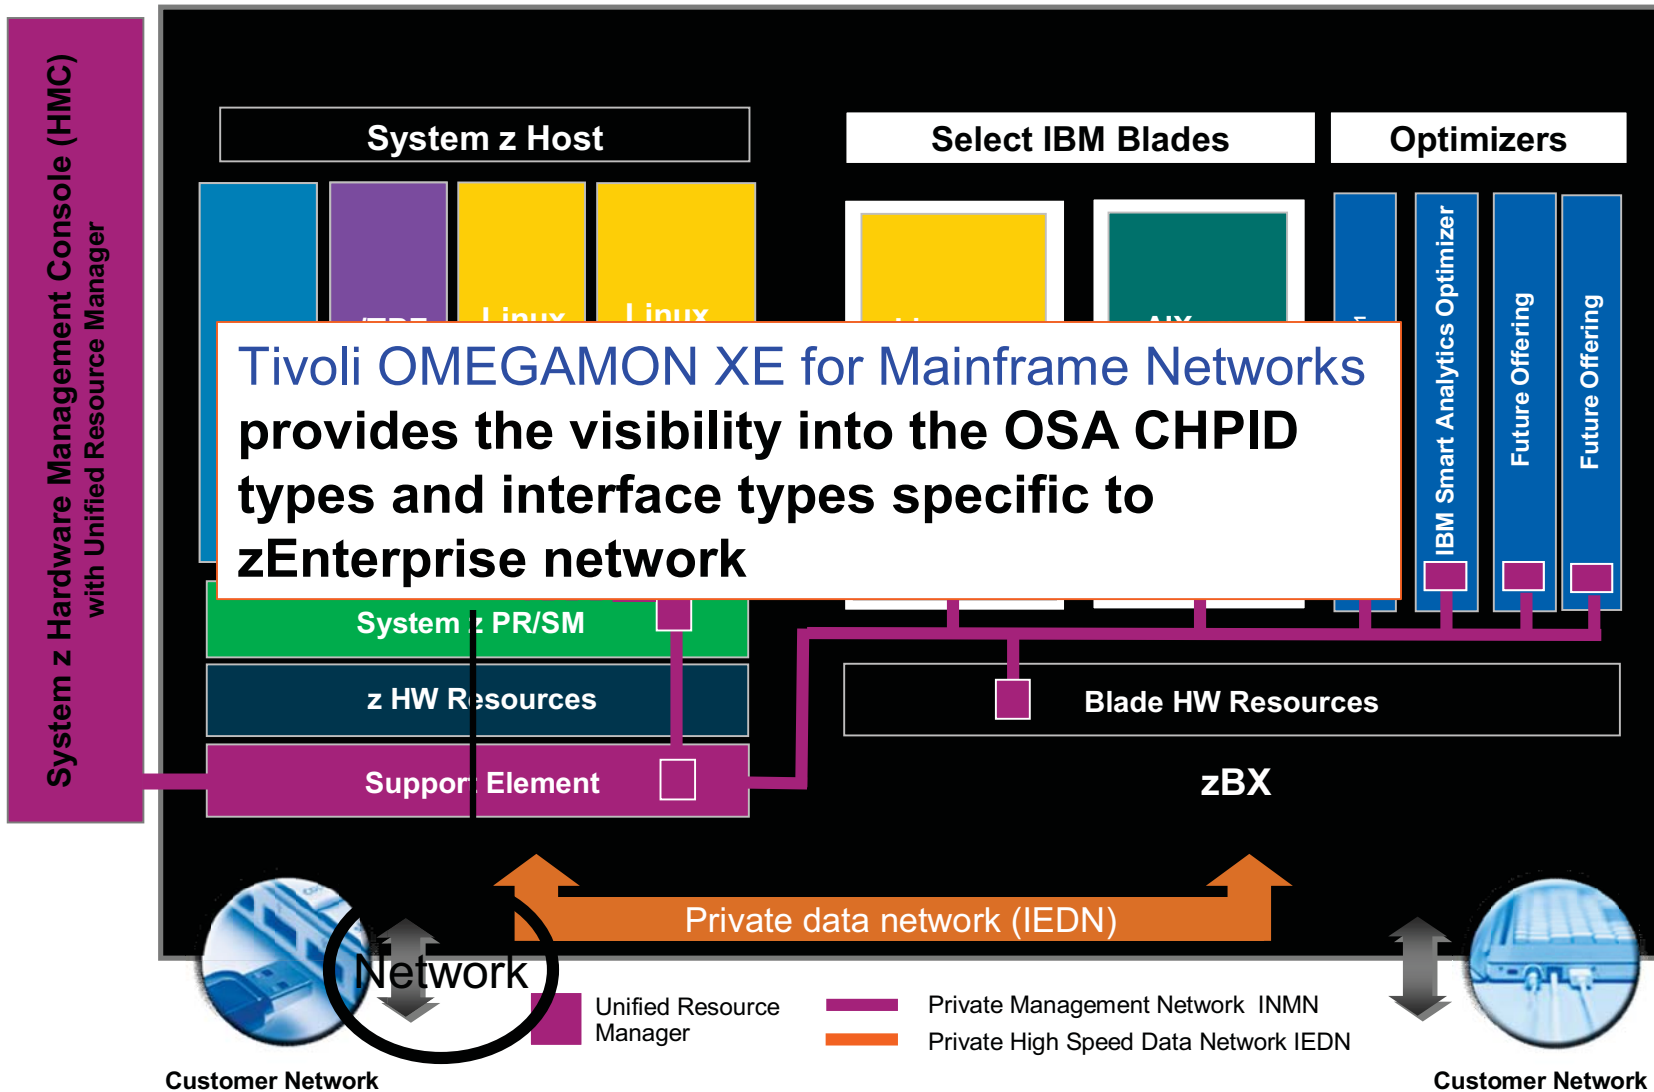 System z Hardware Management Console (HMC)
with Unified Resource Manager
System z Host
Select IBM Blades
Optimizers
Linux
Linux
AIX
IBM Smart Analytics Optimizer
Future Offering
Future Offering
Tivoli OMEGAMON XE for Mainframe Networks
provides the visibility into the OSA CHPID
types and interface types specific to
zEnterprise network
System z PR/SM
z HW Resources
Blade HW Resources
Support Element
zBX
Private data network (IEDN)
Network
Unified Resource
Manager
Private Management Network INMN
Private High Speed Data Network IEDN
Customer Network
Customer Network